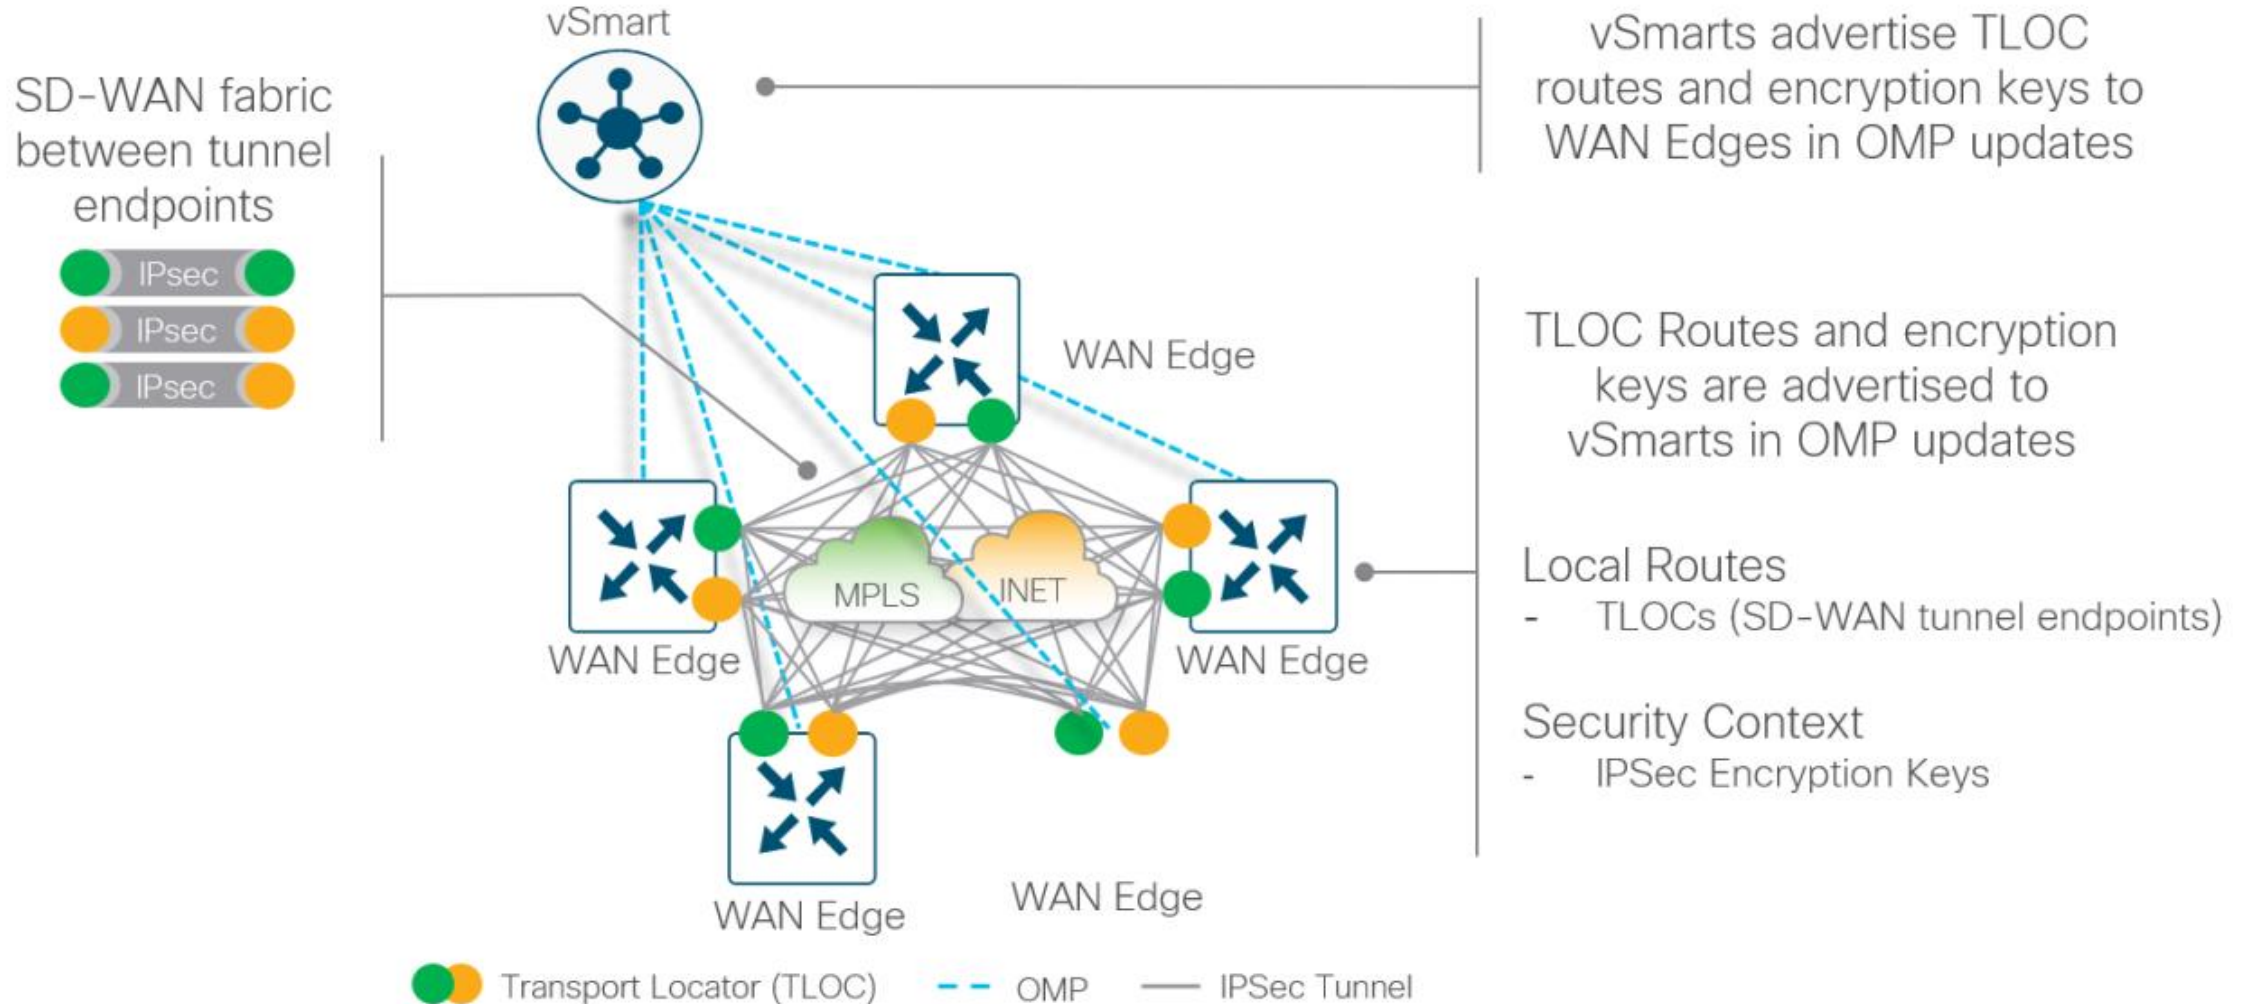 vSmart
SD-WAN fabric
between tunnel
endpoints
IPsec
IPsec
IPsec
vSmarts advertise TLOC
routes and encryption keys to
WAN Edges in OMP updates
WAN Edge
TLOC Routes and encryption
keys are advertised to
vSmarts in OMP updates
Local Routes
- TLOCs (SD-WAN tunnel endpoints)
Security Context
- IPSec Encryption Keys
MPLS
INET
WAN Edge
WAN Edge
WAN Edge
WAN Edge
Transport Locator (TLOC)
OMP
IPSec Tunnel